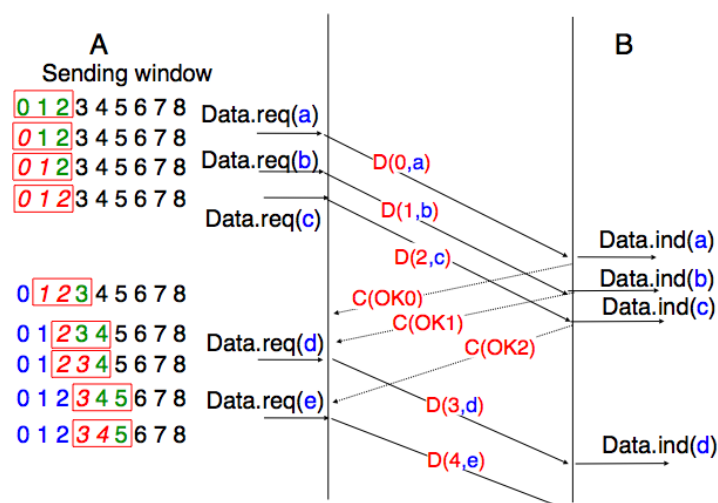 A
B
Sending window
0 1 2 3 4 5 6 7 8
Data.req(a)
0 1 2 3 4 5 6 7 8
Data.req(b)
D(0,a)
0 1 2 3 4 5 6 7 8
0 1 2 3 4 5 6 7 8
Data.req(c)
D(1,b)
D(2,c)
Data.ind(a)
Data.ind(b)
0 1 2 3 4 5 6 7 8
C(OK0)
Data.ind(c)
C(OK1)
0 1 2 3 4 5 6 7 8
Data.req(d)
C(OK2)
0 1 2 3 4 5 6 7 8
0 1 2 3 4 5 6 7 8
Data.req(e)
D(3,d)
0 1 2 3 4 5 6 7 8
Data.ind(d)
D(4,e)